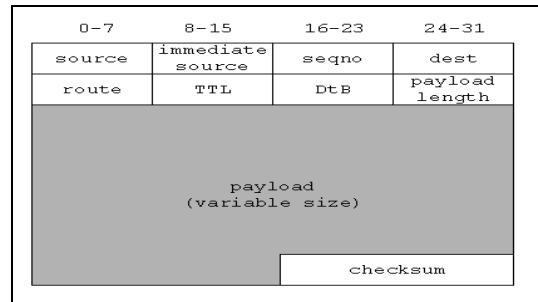 0-7 8-15 16-23 24-31
source immediate source seqno dest
route TTL DtB payload length
payload
(variable size)
checksum